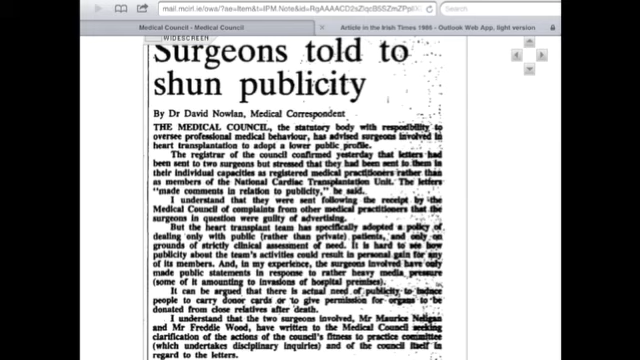 mail.mcirt.ie/owa/?ae=Item&t=IPM.Note&id=RgAAAACD2sZIqcB5SZmZPpl
Search
Medical Council - Medical Council
Article in the Irish Times 1986 - Outlook Web App, light version
WIDESCREEN
Surgeons told to
shun publicity
By Dr David Nowlan, Medical Correspondent
THE MEDICAL COUNCIL, the statutory body with resposibility to
oversee professional medical behaviour, has advised surgeons involved in
heart transplantation to adopt a lower public profile.
The registrar of the council confirmed yesterday that letters had
been sent to two surgeons but stressed that they had been sent to them in
their individual capacities as registered medical practitioners rather than
as members of the National Cardiac Transplantation Unit. The letters
"made comments in relation to publicity," he said.
I understand that they were sent following the receipt by the
Medical Council of complaints from other medical practitioners that the
surgeons in question were guilty of advertising.
But the heart transplant team has specifically adopted a policy of
dealing only with public (rather than private) patients, and only on
grounds of strictly clinical assessment of need. It is hard to see how
publicity about the team's activities could result in personal gain for any
of its members. And, in my experience, the surgeons involved have only
made public statements in response to rather heavy media pressure
(some of it amounting to invasions of hospital premises).
It can be argued that there is actual need of publicity to induce
people to carry donor cards or to give permission for organs to be
donated from close relatives after death.
I understand that the two surgeons involved, Mr Maurice Neligan
and Mr Freddie Wood, have written to the Medical Council seeking
clarification of the actions of the council's fitness to practice committee
(which undertakes disciplinary inquiries) and of the council itself in
regard to the letters.